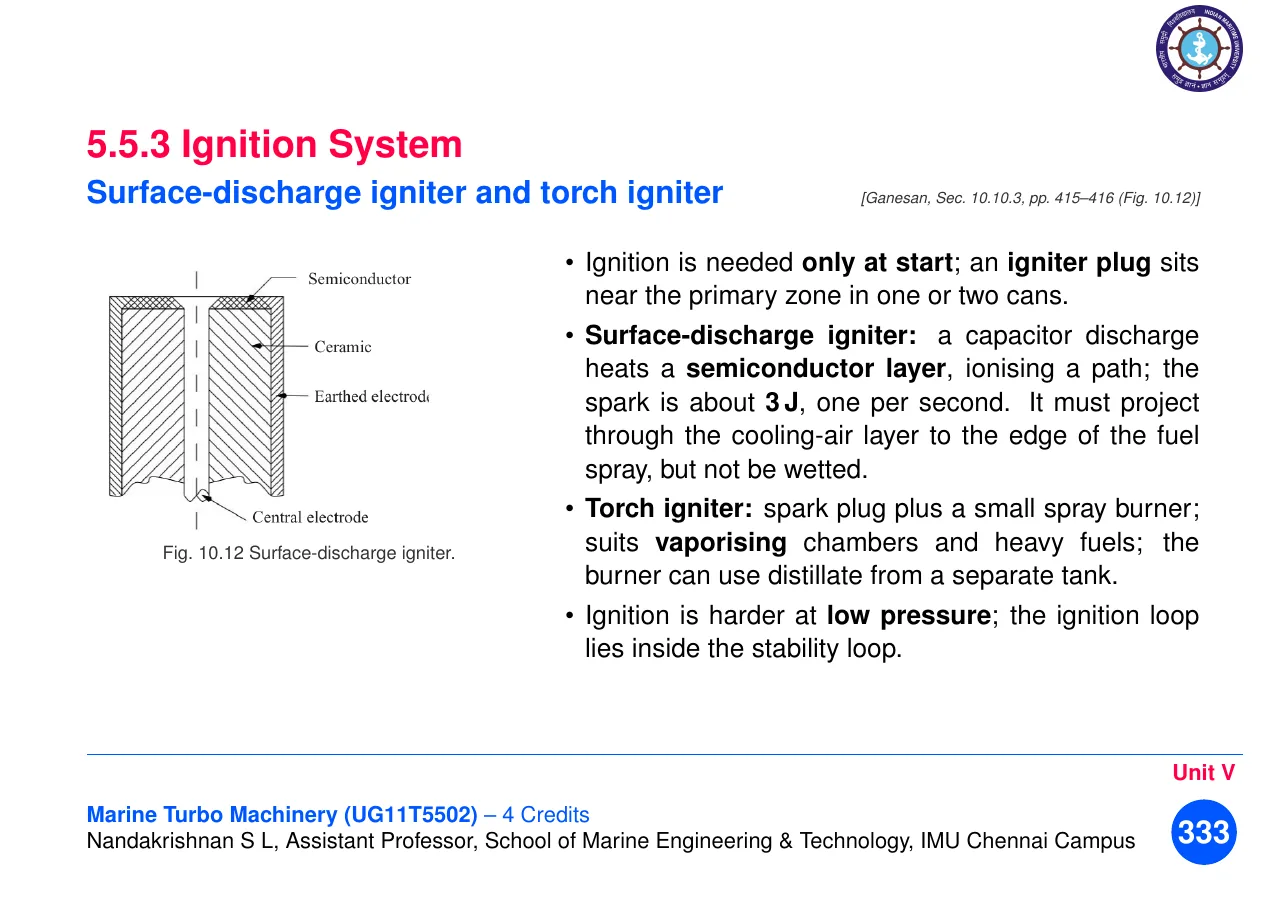 INDIAN MARITIME UNIVERSITY
5.5.3 Ignition System
Surface-discharge igniter and torch igniter
[Ganesan, Sec. 10.10.3, pp. 415–416 (Fig. 10.12)]
Semiconductor
Ceramic
Earthed electrod
Central electrode
Fig. 10.12 Surface-discharge igniter.
• Ignition is needed only at start; an igniter plug sits
near the primary zone in one or two cans.
• Surface-discharge igniter: a capacitor discharge
heats a semiconductor layer, ionising a path; the
spark is about 3 J, one per second. It must project
through the cooling-air layer to the edge of the fuel
spray, but not be wetted.
• Torch igniter: spark plug plus a small spray burner;
suits vaporising chambers and heavy fuels; the
burner can use distillate from a separate tank.
• Ignition is harder at low pressure; the ignition loop
lies inside the stability loop.
Unit V
Marine Turbo Machinery (UG11T5502) – 4 Credits
Nandakrishnan S L, Assistant Professor, School of Marine Engineering & Technology, IMU Chennai Campus
333